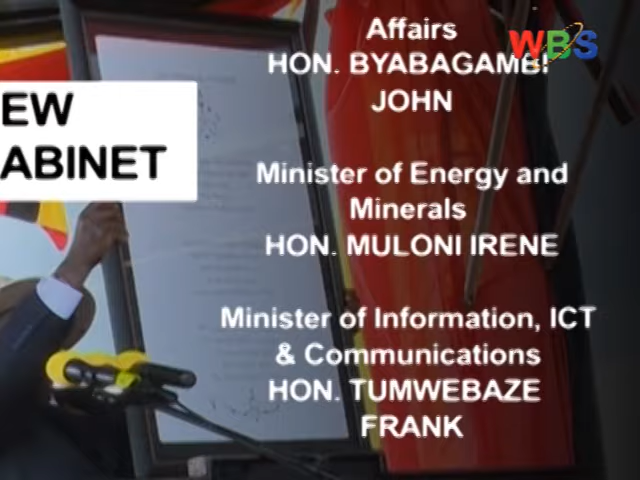 EW
ABINET
Affairs
HON. BYABAGAMBI
JOHN
WBS
Minister of Energy and
Minerals
HON. MULONI IRENE
Minister of Information, ICT
& Communications
HON. TUMWEBAZE
FRANK